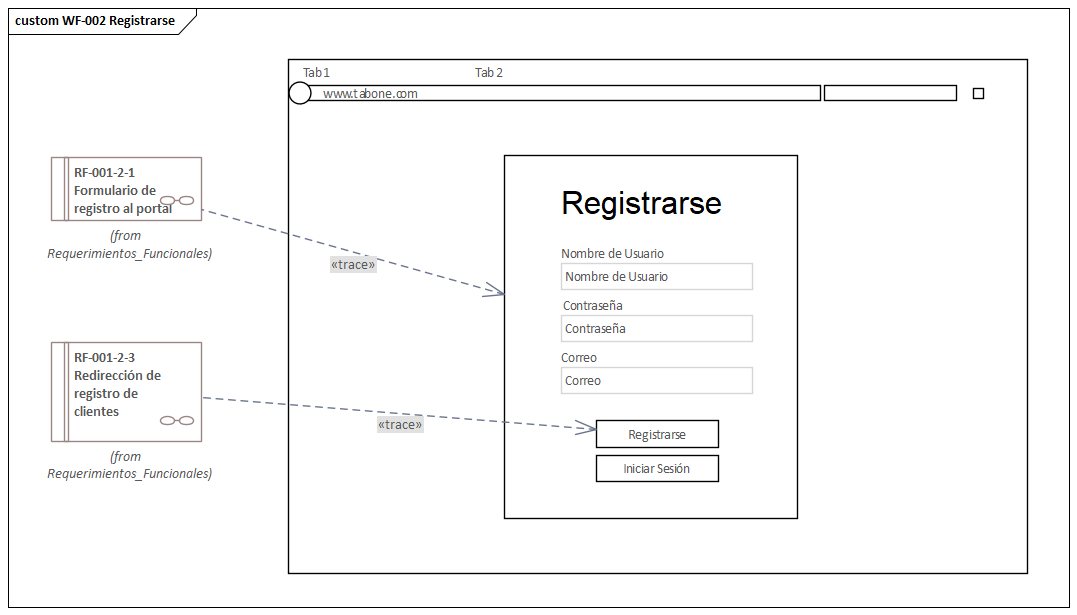 custom WF-002 Registrarse
Tab 1
Tab 2
www.tabone.com
RF-001-2-1
Formulario de
registro al portal
(from
Requerimientos_Funcionales)
«trace»
Registrarse
Nombre de Usuario
Nombre de Usuario
Contraseña
Contraseña
Correo
Correo
RF-001-2-3
Redirección de
registro de
clientes
(from
Requerimientos_Funcionales)
«trace»
Registrarse
Iniciar Sesión